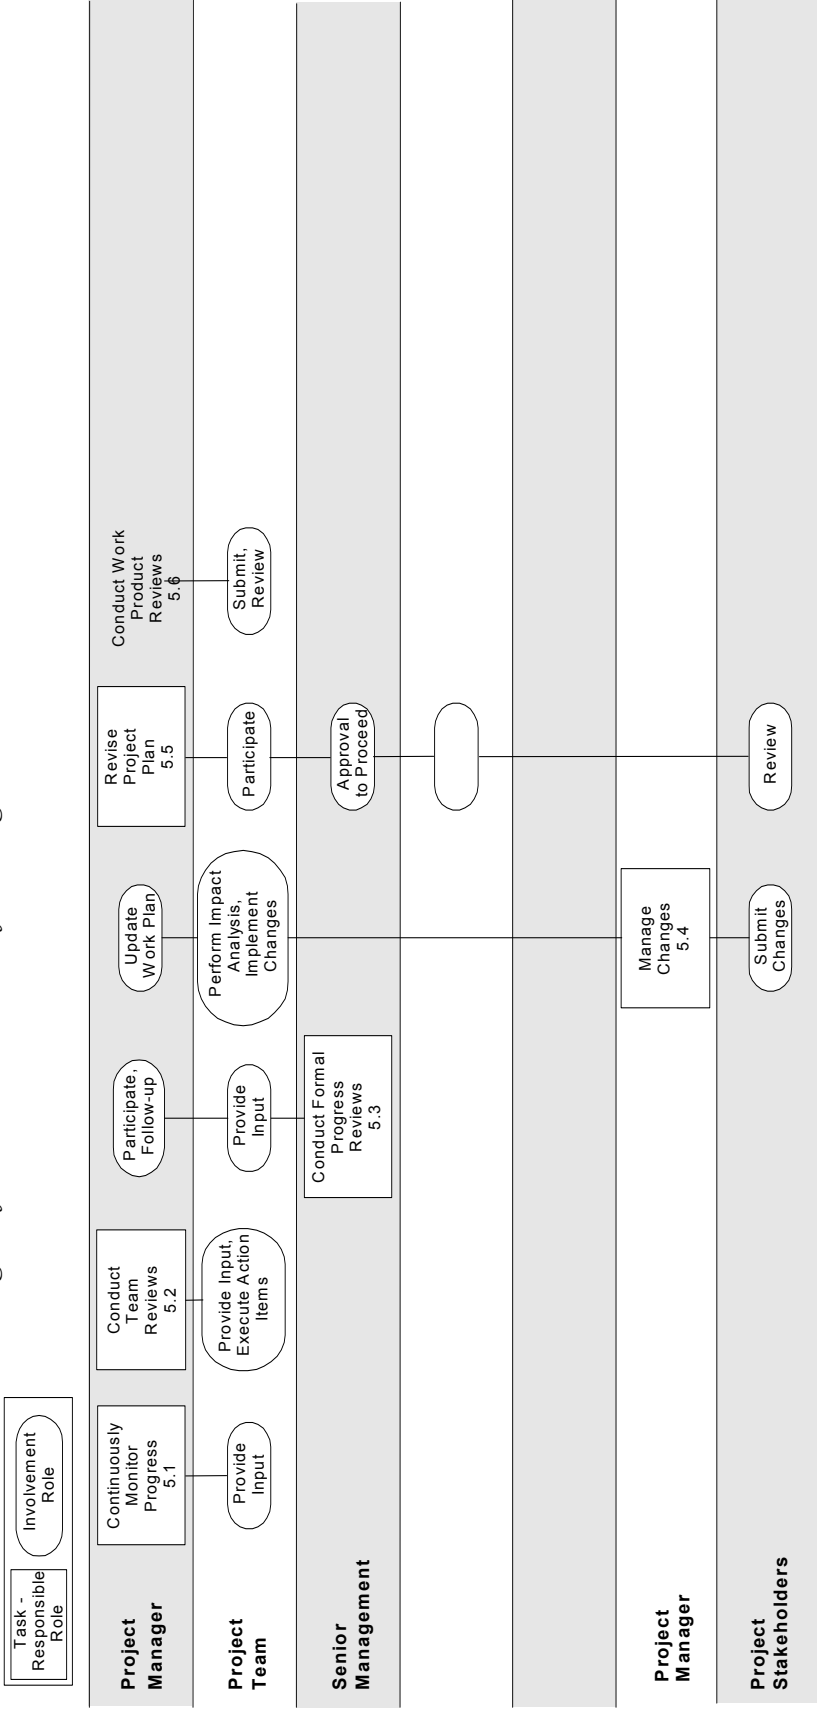 Task -
Responsible
Role
Involvement
Role
Project
Manager
Continuously
Monitor
Progress
5.1
Conduct
Team
Reviews
5.2
Participate,
Follow-up
Update
Work Plan
Revise
Project
Plan
5.5
Conduct Work
Product
Reviews
5.6
Project
Team
Provide
Input
Provide Input,
Execute Action
Items
Provide
Input
Perform Impact
Analysis,
Implement
Changes
Participate
Submit,
Review
Senior
Management
Conduct Formal
Progress
Reviews
5.3
Approval
to Proceed
Project
Manager
Manage
Changes
5.4
Project
Stakeholders
Submit
Changes
Review